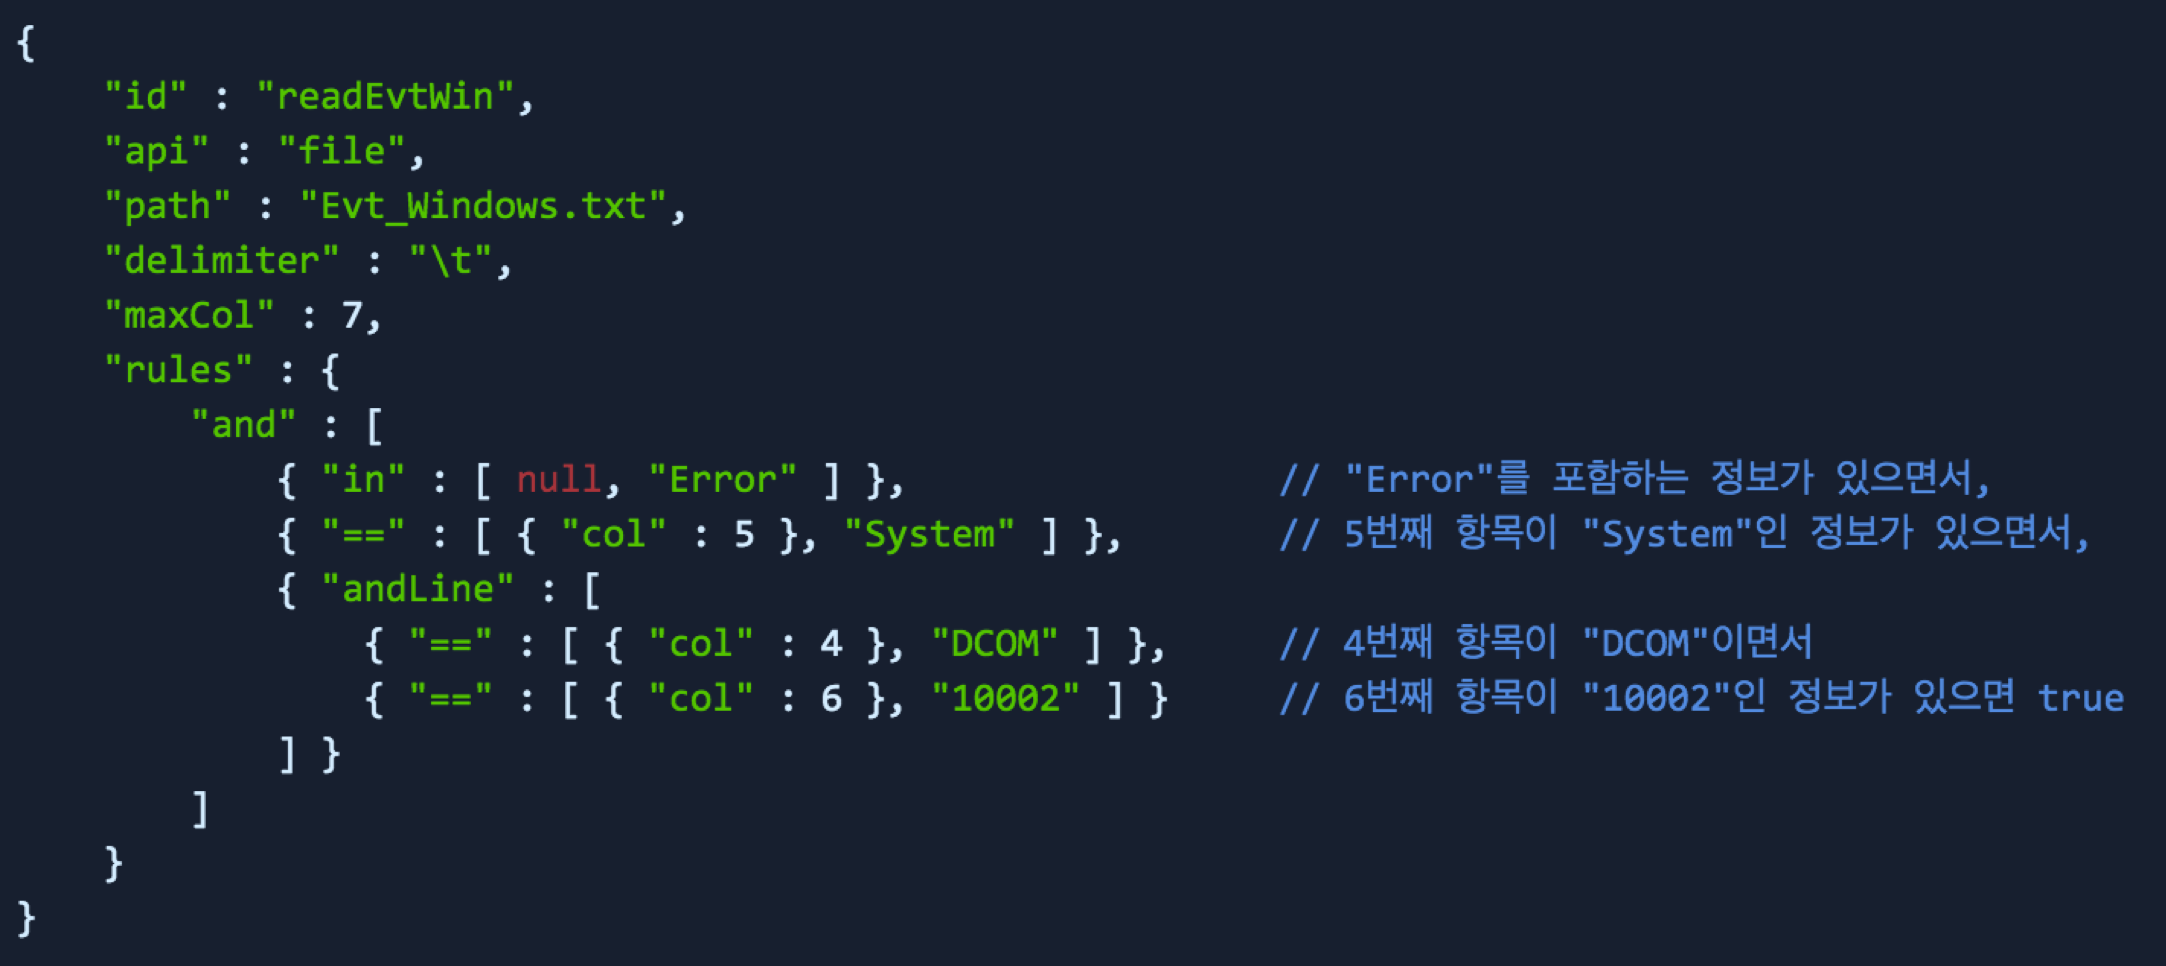 {
    "id" : "readEvtWin",
    "api" : "file",
    "path" : "Evt_Windows.txt",
    "delimiter" : "\t",
    "maxCol" : 7,
    "rules" : {
        "and" : [
            { "in" : [ null, "Error" ] },                  // "Error"를 포함하는 정보가 있으면서,
            { "==" : [ { "col" : 5 }, "System" ] },        // 5번째 항목이 "System"인 정보가 있으면서,
            { "andLine" : [
                { "==" : [ { "col" : 4 }, "DCOM" ] },      // 4번째 항목이 "DCOM"이면서
                { "==" : [ { "col" : 6 }, "10002" ] }      // 6번째 항목이 "10002"인 정보가 있으면 true
            ] }
        ]
    }
}